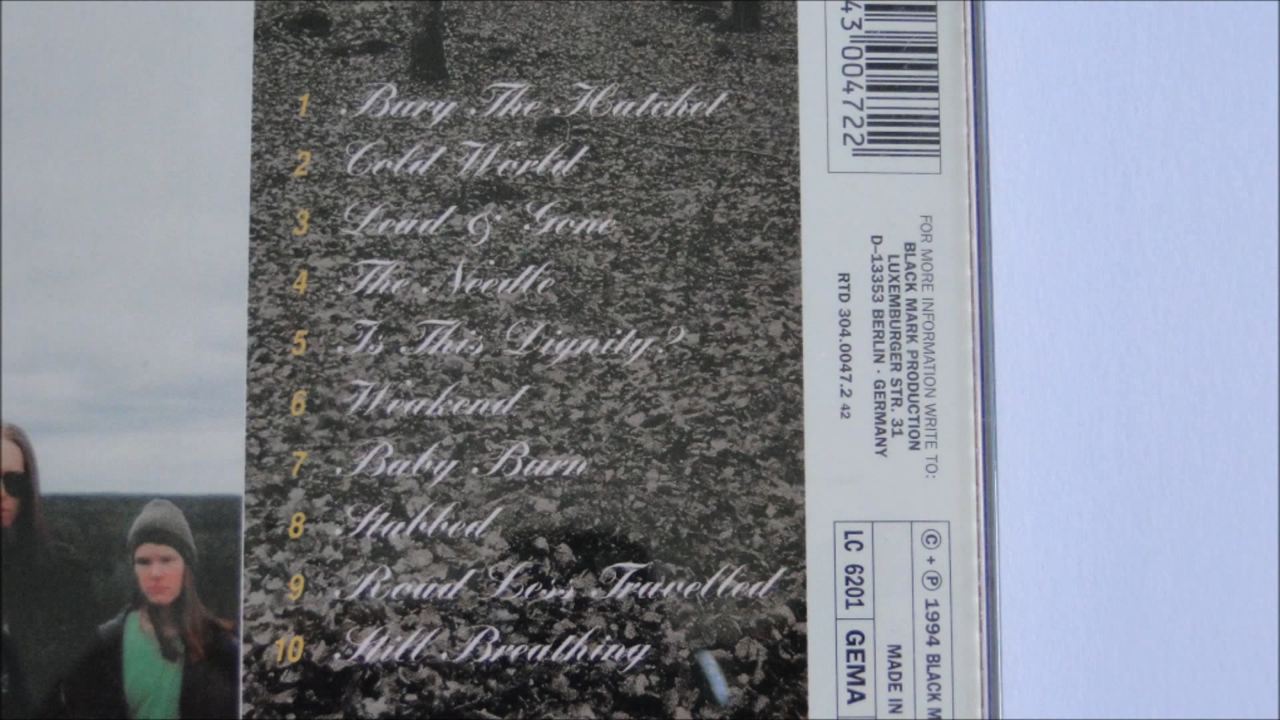 1 Bury The Hatchet
2 Cold World
3 Dead & Gone
4 The Needle
5 Is This Dignity?
6 Weakend
7 Baby Burn
8 Stabbed
9 Road Less Travelled
10 Still Breathing
43 004722
FOR MORE INFORMATION WRITE TO:
BLACK MARK PRODUCTION
LUXEMBURGER STR. 31
D-13353 BERLIN · GERMANY
RTD 304.0047.2 42
© + ℗ 1994 BLACK M
MADE IN
LC 6201 GEMA